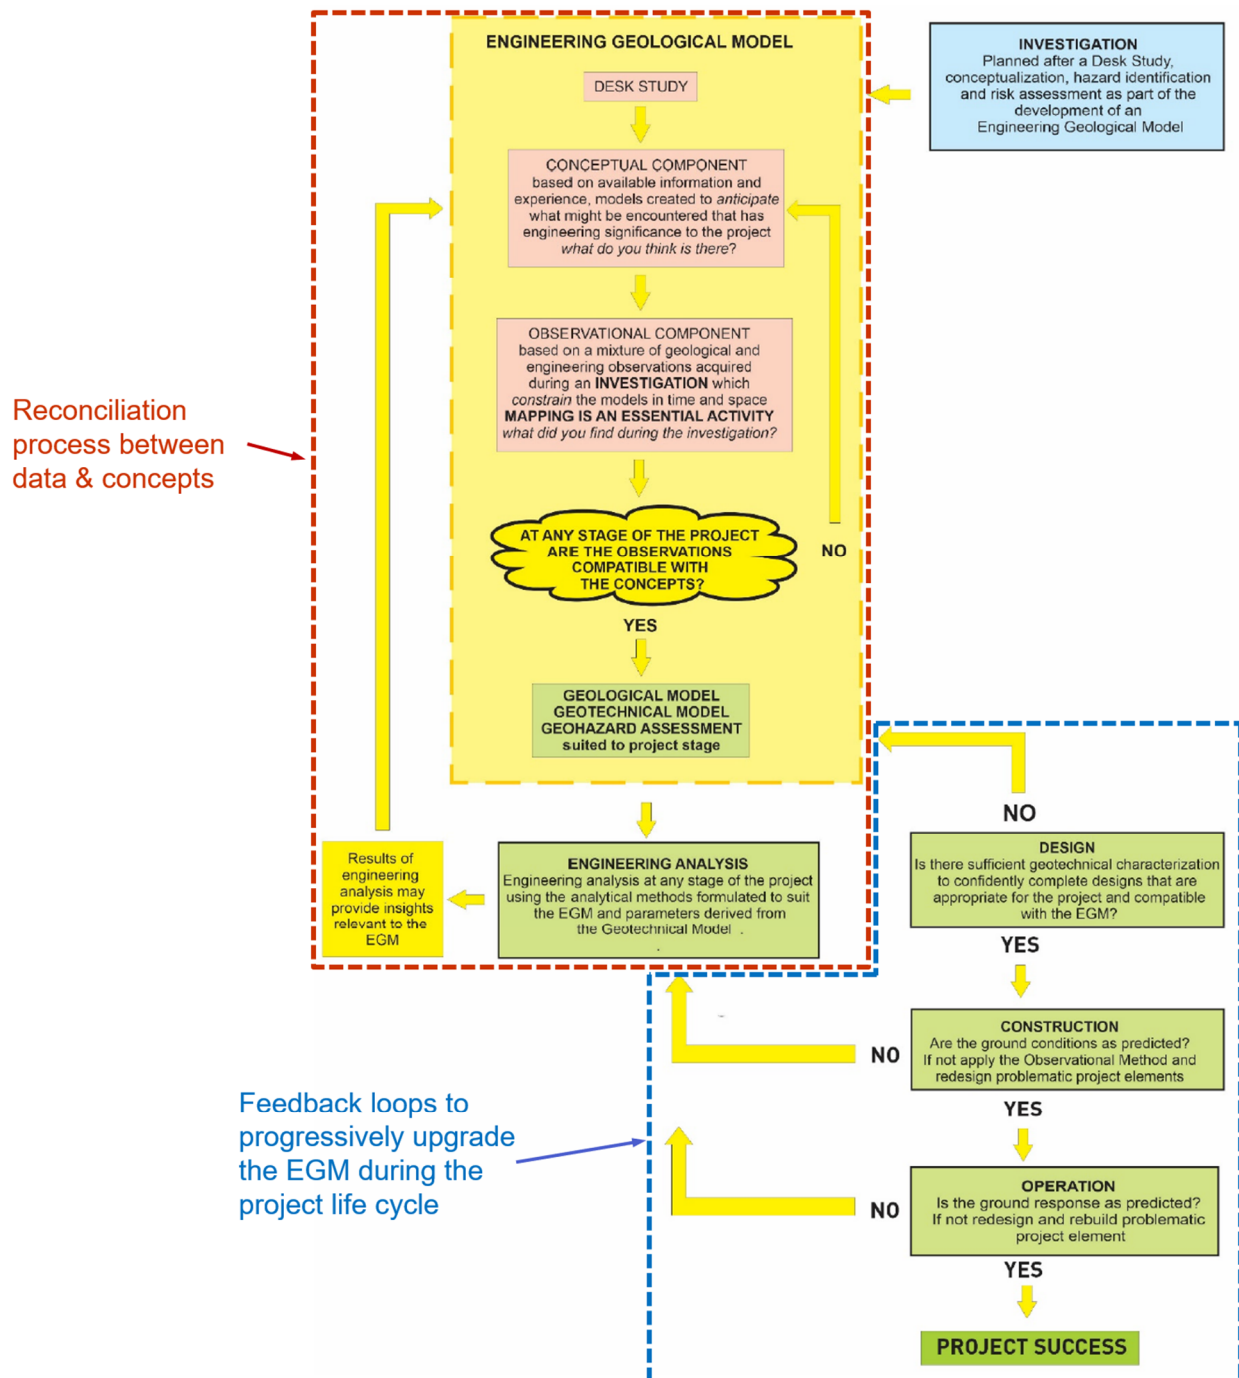 ENGINEERING GEOLOGICAL MODEL
DESK STUDY
CONCEPTUAL COMPONENT
based on available information and
experience, models created to anticipate
what might be encountered that has
engineering significance to the project
what do you think is there?
OBSERVATIONAL COMPONENT
based on a mixture of geological and
engineering observations acquired
during an INVESTIGATION which
constrain the models in time and space
MAPPING IS AN ESSENTIAL ACTIVITY
what did you find during the investigation?
AT ANY STAGE OF THE PROJECT
ARE THE OBSERVATIONS
COMPATIBLE WITH
THE CONCEPTS?
NO
YES
GEOLOGICAL MODEL
GEOTECHNICAL MODEL
GEOHAZARD ASSESSMENT
suited to project stage
INVESTIGATION
Planned after a Desk Study,
conceptualization, hazard identification
and risk assessment as part of the
development of an
Engineering Geological Model
Reconciliation
process between
data & concepts
Results of
engineering
analysis may
provide insights
relevant to the
EGM
ENGINEERING ANALYSIS
Engineering analysis at any stage of the project
using the analytical methods formulated to suit
the EGM and parameters derived from
the Geotechnical Model .
NO
DESIGN
Is there sufficient geotechnical characterization
to confidently complete designs that are
appropriate for the project and compatible
with the EGM?
YES
CONSTRUCTION
Are the ground conditions as predicted?
If not apply the Observational Method and
redesign problematic project elements
NO
YES
Feedback loops to
progressively upgrade
the EGM during the
project life cycle
OPERATION
Is the ground response as predicted?
If not redesign and rebuild problematic
project element
NO
YES
PROJECT SUCCESS